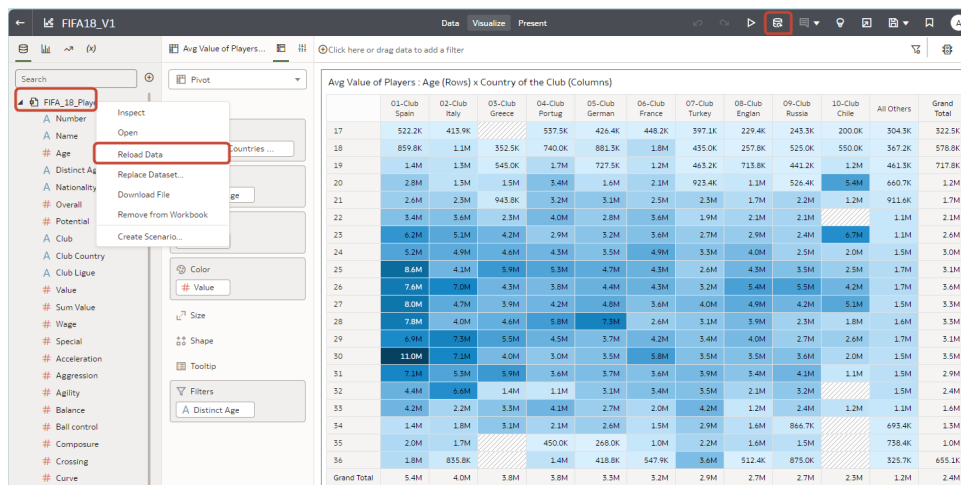 FIFA18_V1
Data Visualize Present
Search
FIFA_18_Playe
A Number
A Name
# Age
A Distinct Ag
A Nationality
# Overall
# Potential
A Club
A Club Country
A Club Ligue
# Value
# Sum Value
# Wage
# Special
# Acceleration
# Aggression
# Agility
# Balance
# Ball control
# Composure
# Crossing
# Curve
Inspect
Open
Reload Data
Replace Dataset...
Download File
Remove from Workbook
Create Scenario...
Avg Value of Players...
Pivot
Countries ...
ge
Color
# Value
Size
Shape
Tooltip
Filters
A Distinct Age
Click here or drag data to add a filter
Avg Value of Players : Age (Rows) x Country of the Club (Columns)
01-Club Spain 02-Club Italy 03-Club Greece 04-Club Portug 05-Club German 06-Club France 07-Club Turkey 08-Club Englan 09-Club Russia 10-Club Chile All Others Grand Total
17 522.2K 413.9K 537.5K 426.4K 448.2K 397.1K 229.4K 243.3K 200.0K 304.3K 322.5K
18 859.8K 1.1M 352.5K 740.0K 881.3K 1.8M 435.0K 257.8K 525.0K 550.0K 367.2K 578.8K
19 1.4M 1.3M 545.0K 1.7M 727.5K 1.2M 463.2K 713.8K 441.2K 1.2M 461.3K 717.8K
20 2.8M 1.3M 1.5M 3.4M 1.6M 2.1M 923.4K 1.1M 526.4K 5.4M 660.7K 1.2M
21 2.6M 2.3M 943.8K 3.2M 3.1M 2.5M 2.3M 1.7M 2.2M 1.2M 911.6K 1.7M
22 3.4M 3.6M 2.3M 4.0M 2.8M 3.6M 1.9M 2.1M 2.1M 1.1M 2.1M
23 6.2M 5.1M 4.2M 2.9M 3.2M 3.6M 2.7M 2.9M 2.4M 6.7M 1.1M 2.6M
24 5.2M 4.9M 4.6M 4.3M 3.5M 4.9M 3.3M 4.0M 2.5M 2.0M 1.5M 3.0M
25 8.6M 4.1M 5.9M 5.3M 4.7M 4.3M 2.6M 4.3M 3.5M 2.5M 1.7M 3.1M
26 7.6M 7.0M 4.3M 3.8M 4.4M 4.3M 3.2M 5.4M 5.5M 4.2M 1.7M 3.6M
27 8.0M 4.7M 3.9M 4.2M 4.8M 3.6M 4.0M 4.9M 4.2M 5.1M 1.5M 3.3M
28 7.8M 4.0M 4.6M 5.8M 7.3M 2.6M 3.1M 3.9M 2.3M 1.8M 1.6M 3.3M
29 6.9M 7.3M 5.5M 4.5M 3.7M 4.2M 3.4M 4.0M 2.7M 2.6M 1.7M 3.1M
30 11.0M 7.1M 4.0M 3.0M 3.5M 5.8M 3.5M 3.5M 3.6M 2.0M 1.5M 3.5M
31 7.1M 5.3M 5.9M 3.6M 3.7M 3.6M 3.9M 3.4M 4.1M 1.1M 1.5M 2.9M
32 4.4M 6.6M 1.4M 1.1M 3.1M 3.4M 3.5M 2.1M 3.2M 1.5M 2.4M
33 4.2M 2.2M 3.3M 4.1M 2.7M 2.0M 4.2M 1.2M 2.4M 1.2M 1.1M 1.6M
34 1.4M 1.8M 3.1M 2.1M 2.6M 1.5M 2.9M 1.6M 866.7K 693.4K 1.3M
35 2.0M 1.7M 450.0K 268.0K 1.0M 2.2M 1.6M 1.5M 738.4K 1.0M
36 1.8M 835.8K 1.4M 418.8K 547.9K 3.6M 512.4K 875.0K 325.7K 655.1K
Grand Total 5.4M 4.0M 3.8M 3.8M 3.3M 3.2M 2.9M 2.7M 2.7M 2.3M 1.2M 2.4M